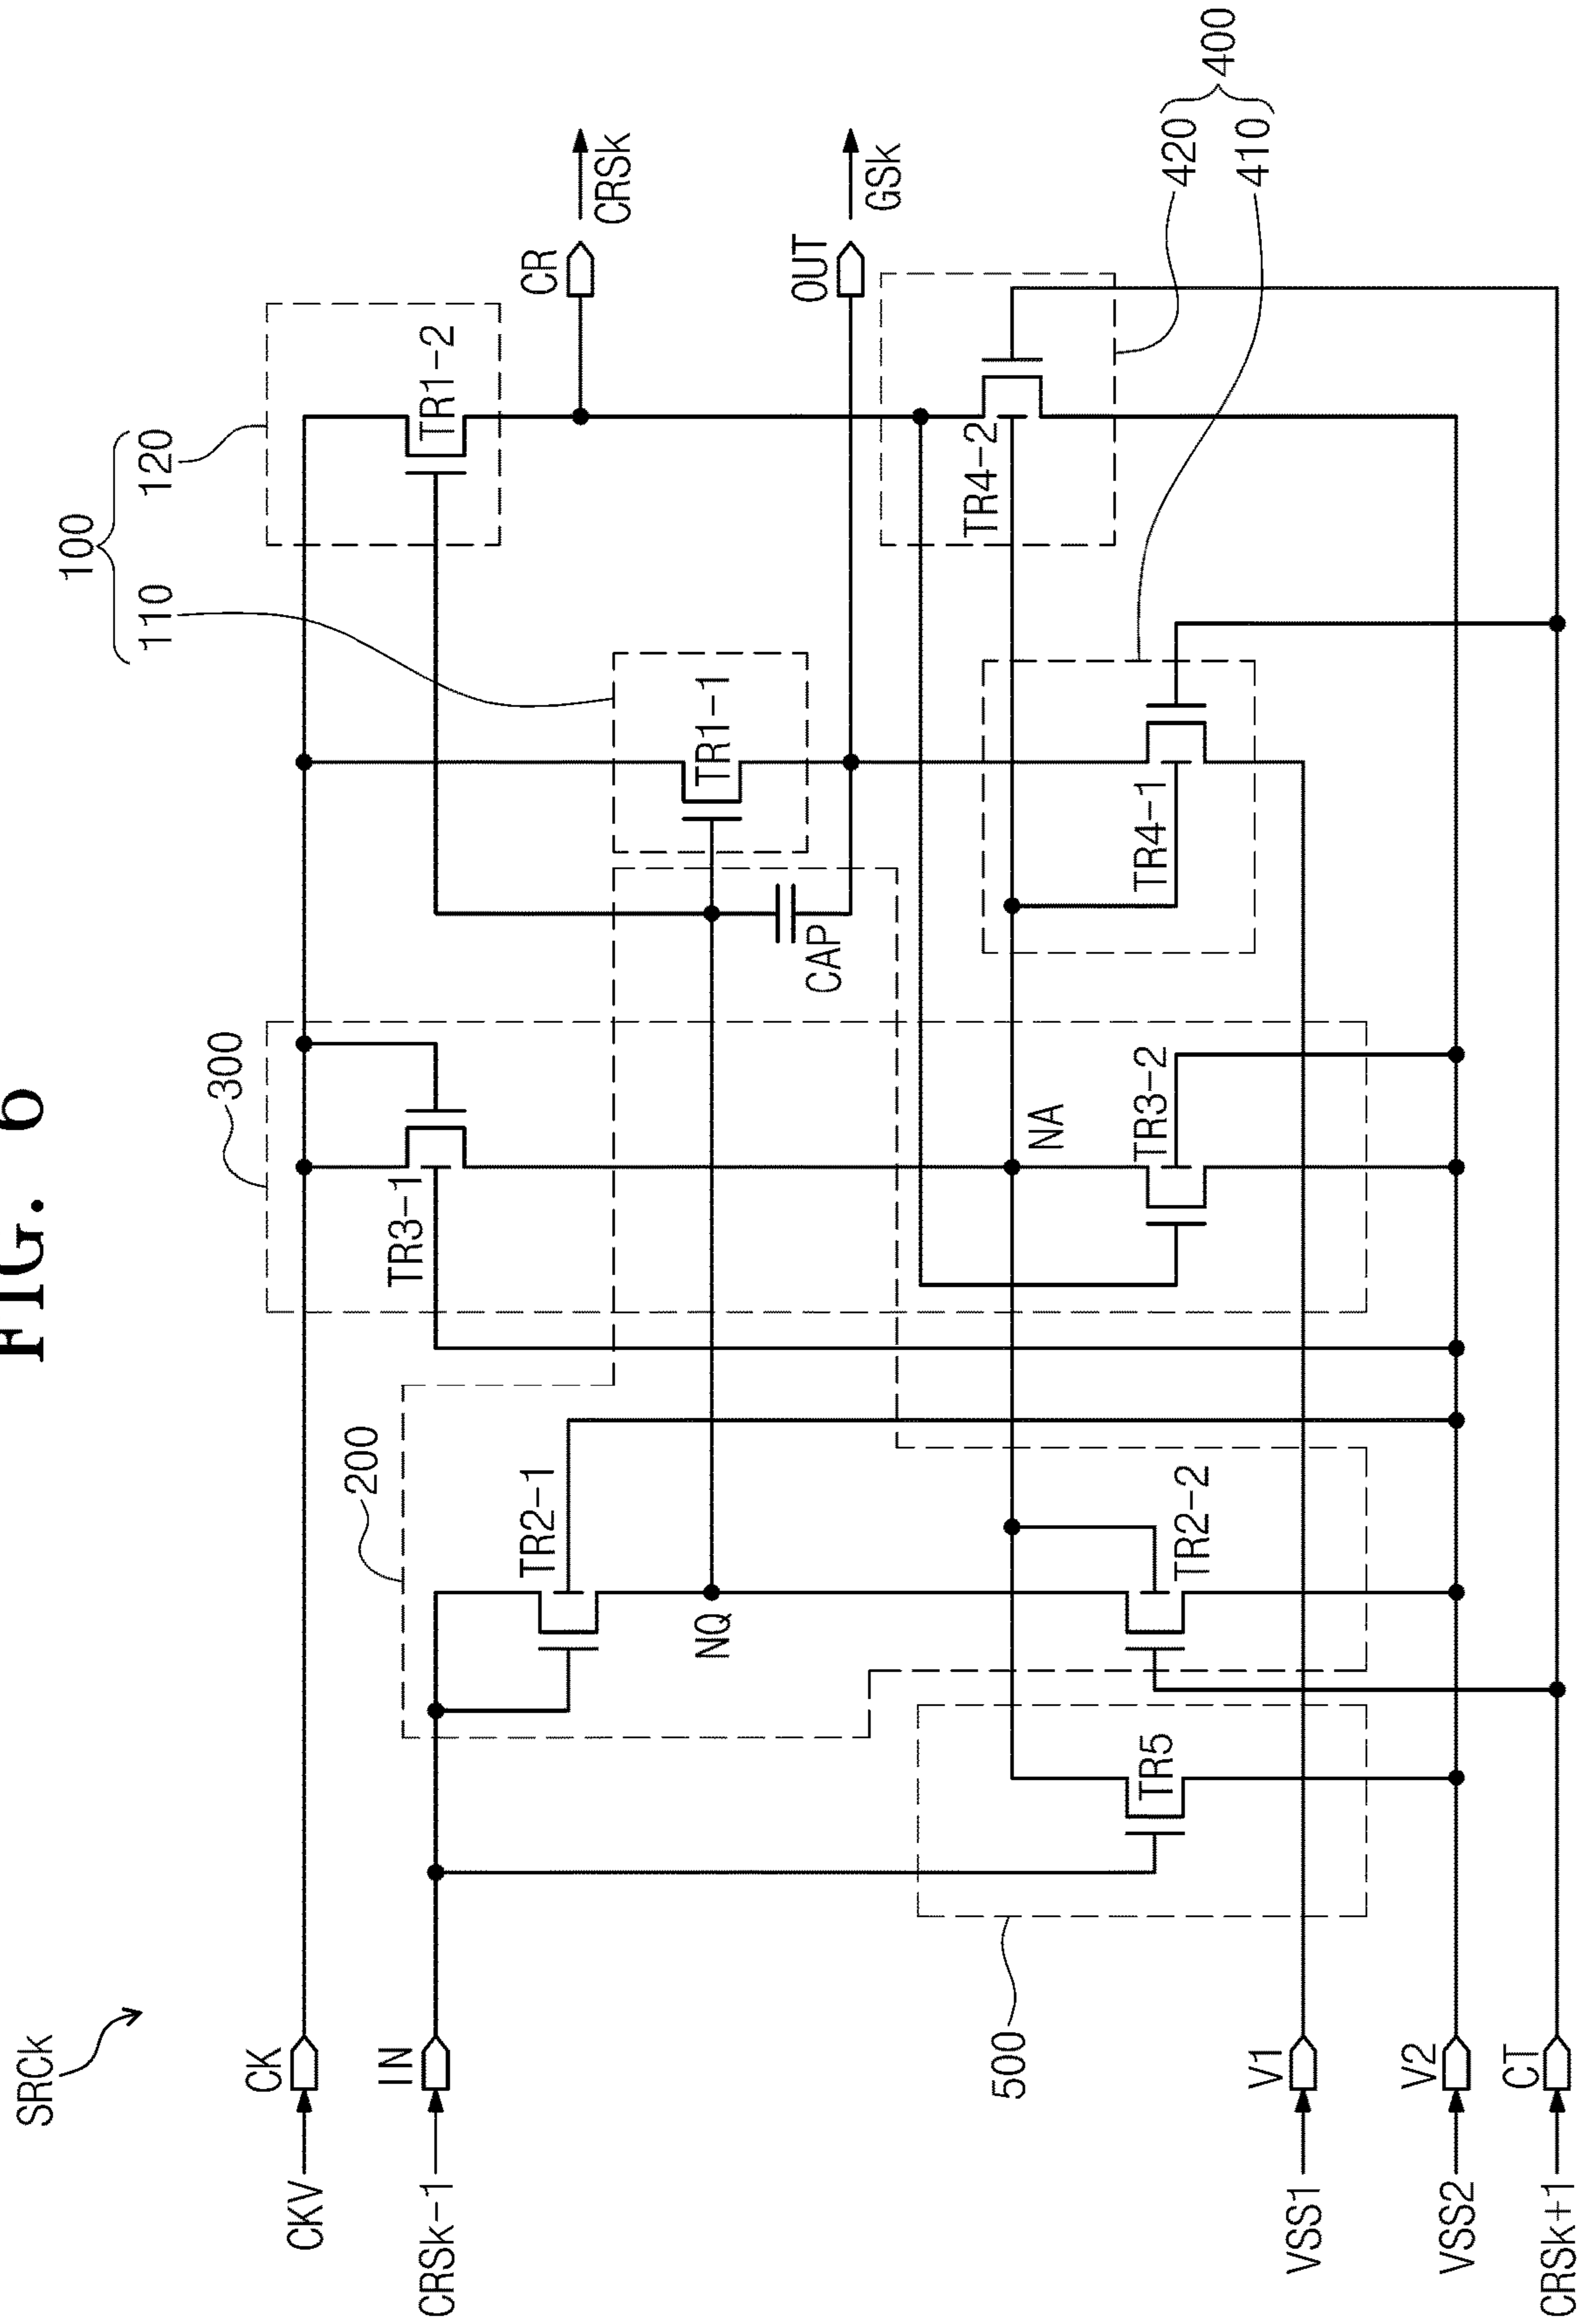 FIG. 6
SRCk
100
110
120
300
200
CKV
CK
CRSk-1
IN
TR3-1
TR1-2
CR
CRSk
TR2-1
TR1-1
NQ
CAP
OUT
GSk
NA
TR4-2
TR5
TR2-2
TR3-2
TR4-1
500
420
410
400
VSS1
V1
VSS2
V2
CRSk+1
CT